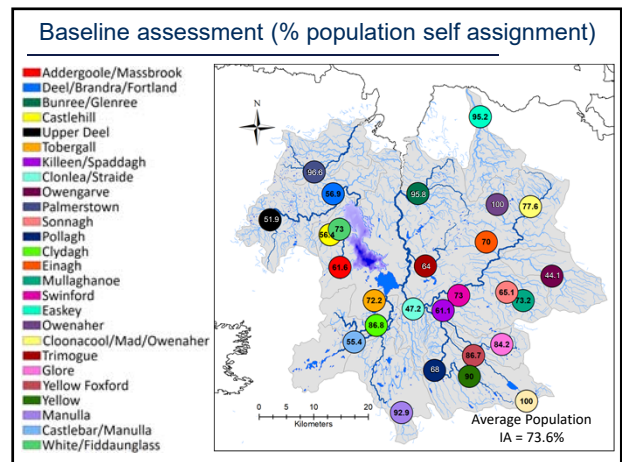 Baseline assessment (% population self assignment)
Addergoole/Massbrook
Deel/Brandra/Fortland
Bunree/Glenree
Castlehill
Upper Deel
Tobergall
Killeen/Spaddagh
Clonlea/Straide
Owengarve
Palmerstown
Sonnagh
Pollagh
Clydagh
Einagh
Mullaghanoe
Swinford
Easkey
Owenaher
Cloonacool/Mad/Owenaher
Trimogue
Glore
Yellow Foxford
Yellow
Manulla
Castlebar/Manulla
White/Fiddaunglass
N
95.2
96.6
56.9
95.8
100
77.6
51.9
56.4
73
70
61.6
64
44.1
72.2
47.2
61.1
73
65.1
73.2
86.8
55.4
84.2
86.7
68
90
92.9
100
0 5 10 20
Kilometers
Average Population
IA = 73.6%